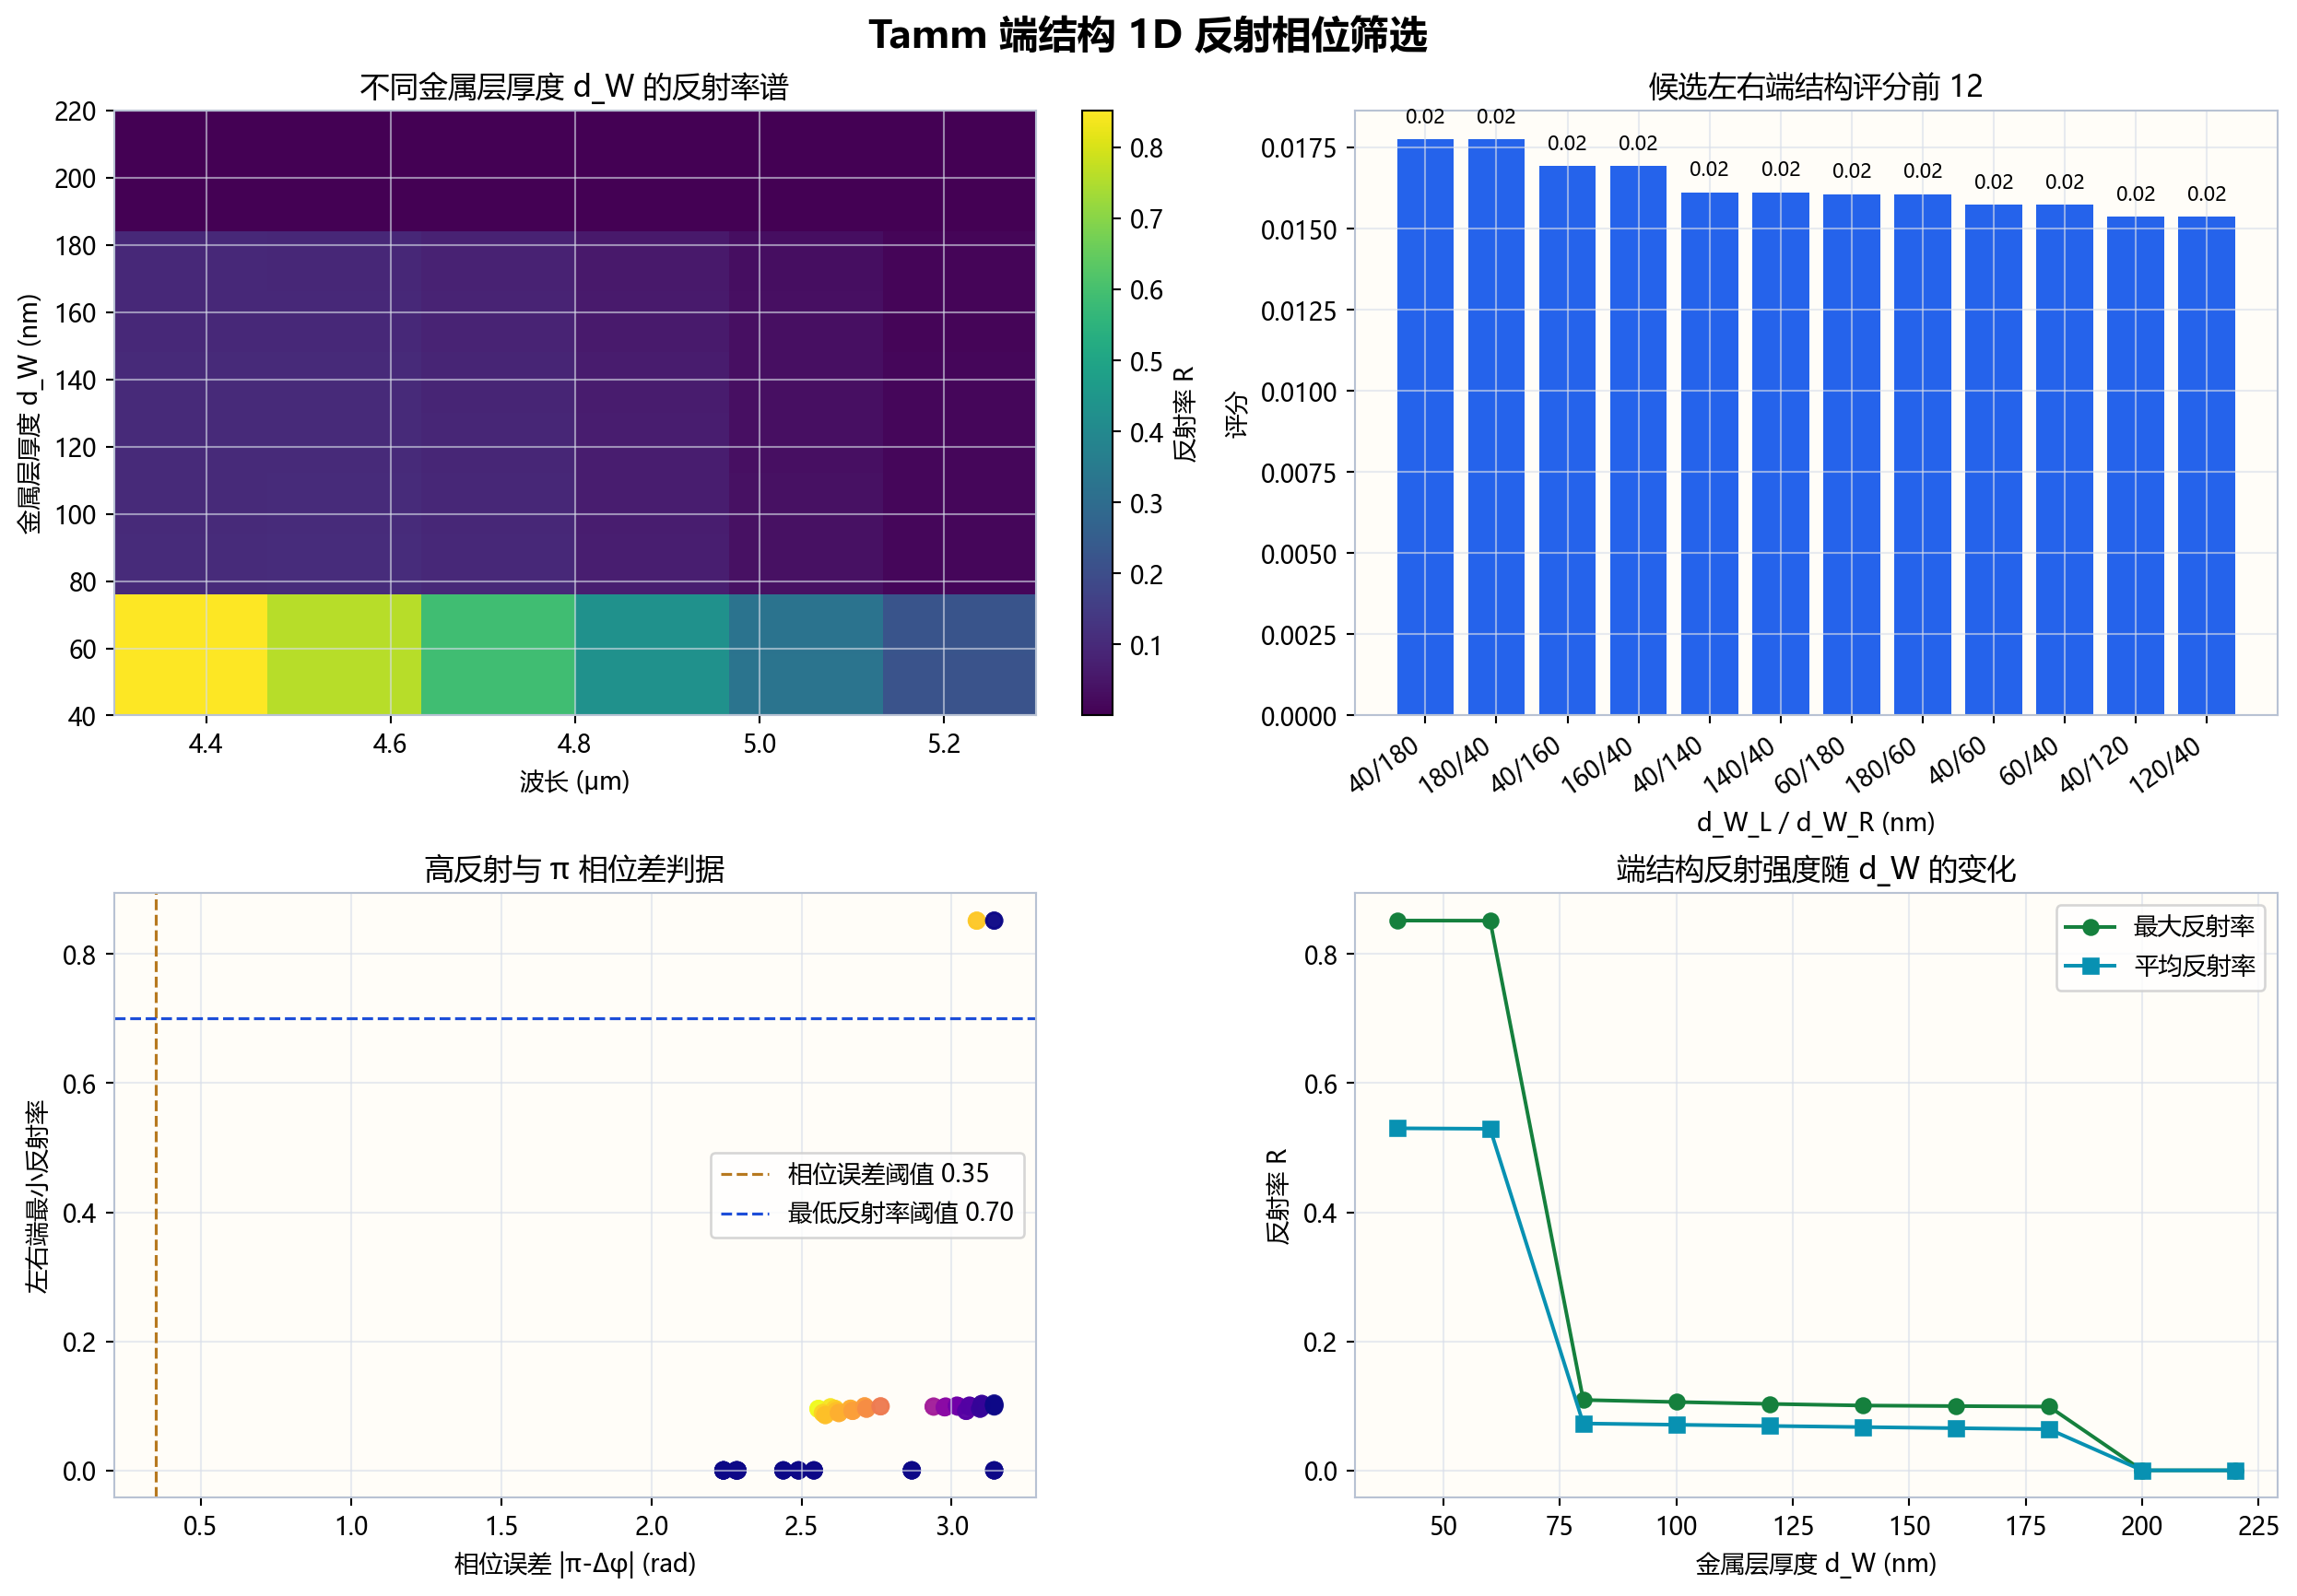 Tamm 端结构 1D 反射相位筛选
不同金属层厚度 d_W 的反射率谱
金属层厚度 d_W (nm)
220
200
180
160
140
120
100
80
60
40
4.4 4.6 4.8 5.0 5.2
波长 (μm)
0.8
0.7
0.6
0.5
0.4
0.3
0.2
0.1
反射率 R
候选左右端结构评分前 12
评分
0.0175
0.0150
0.0125
0.0100
0.0075
0.0050
0.0025
0.0000
0.02 0.02 0.02 0.02 0.02 0.02 0.02 0.02 0.02 0.02 0.02 0.02
40/180 180/40 40/160 160/40 40/140 140/40 60/180 180/60 40/60 60/40 40/120 120/40
d_W_L / d_W_R (nm)
高反射与 π 相位差判据
左右端最小反射率
0.8
0.6
0.4
0.2
0.0
相位误差阈值 0.35
最低反射率阈值 0.70
0.5 1.0 1.5 2.0 2.5 3.0
相位误差 |π-Δφ| (rad)
端结构反射强度随 d_W 的变化
反射率 R
0.8
0.6
0.4
0.2
0.0
最大反射率
平均反射率
50 75 100 125 150 175 200 225
金属层厚度 d_W (nm)